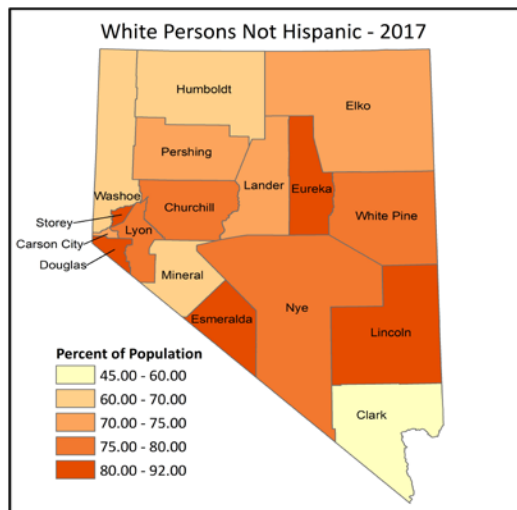 White Persons Not Hispanic - 2017
Humboldt
Elko
Pershing
Lander
Eureka
Washoe
Churchill
White Pine
Storey
Lyon
Carson City
Douglas
Mineral
Nye
Esmeralda
Lincoln
Percent of Population
45.00 - 60.00
60.00 - 70.00
70.00 - 75.00
75.00 - 80.00
80.00 - 92.00
Clark